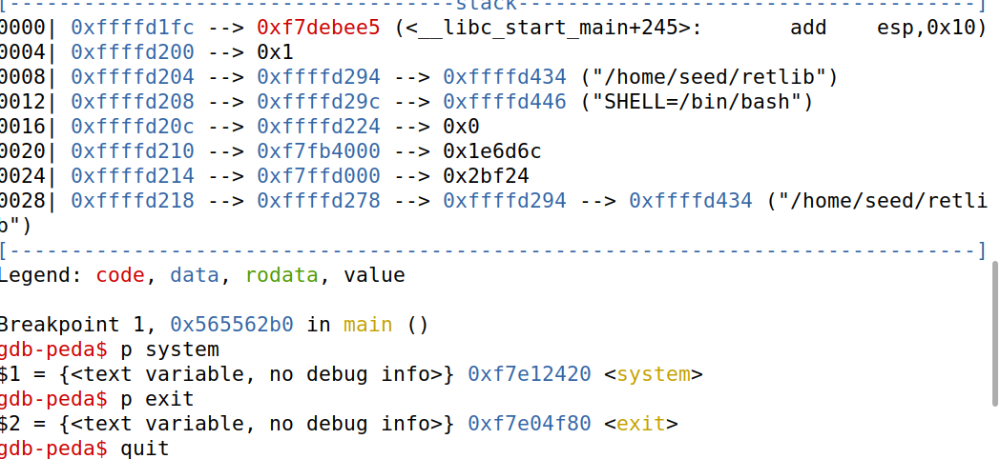 [------------------------------------stack-------------------------------------]
0000| 0xffffd1fc --> 0xf7debee5 (<__libc_start_main+245>:       add    esp,0x10)
0004| 0xffffd200 --> 0x1
0008| 0xffffd204 --> 0xffffd294 --> 0xffffd434 ("/home/seed/retlib")
0012| 0xffffd208 --> 0xffffd29c --> 0xffffd446 ("SHELL=/bin/bash")
0016| 0xffffd20c --> 0xffffd224 --> 0x0
0020| 0xffffd210 --> 0xf7fb4000 --> 0x1e6d6c
0024| 0xffffd214 --> 0xf7ffd000 --> 0x2bf24
0028| 0xffffd218 --> 0xffffd278 --> 0xffffd294 --> 0xffffd434 ("/home/seed/retli
b")
[------------------------------------------------------------------------------]
Legend: code, data, rodata, value

Breakpoint 1, 0x565562b0 in main ()
gdb-peda$ p system
$1 = {<text variable, no debug info>} 0xf7e12420 <system>
gdb-peda$ p exit
$2 = {<text variable, no debug info>} 0xf7e04f80 <exit>
gdb-peda$ quit